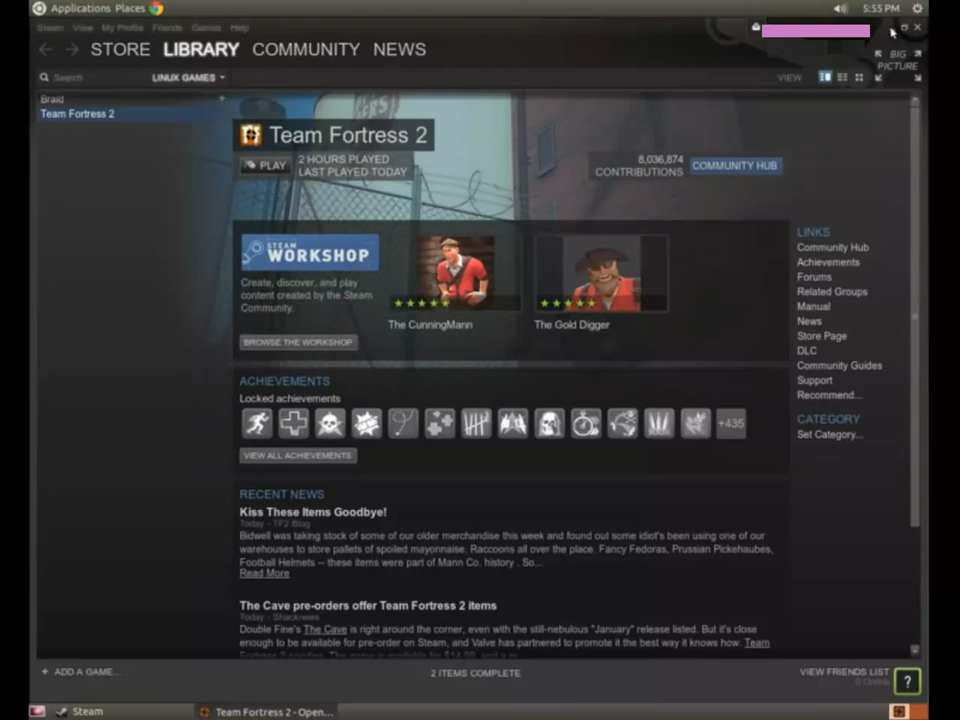 Applications Places
5:55 PM
Steam View My Profile Friends Games Help
STORE LIBRARY COMMUNITY NEWS
BIG
PICTURE
Search
LINUX GAMES
VIEW
Braid
Team Fortress 2
Team Fortress 2
PLAY
2 HOURS PLAYED
LAST PLAYED TODAY
8,036,874
CONTRIBUTIONS
COMMUNITY HUB
STEAM
WORKSHOP
Create, discover, and play
content created by the Steam
Community.
BROWSE THE WORKSHOP
The CunningMann
The Gold Digger
LINKS
Community Hub
Achievements
Forums
Related Groups
Manual
News
Store Page
DLC
Community Guides
Support
Recommend...
CATEGORY
Set Category...
ACHIEVEMENTS
Locked achievements
+435
VIEW ALL ACHIEVEMENTS
RECENT NEWS
Kiss These Items Goodbye!
Today - TF2 Blog
Bidwell was taking stock of some of our older merchandise this week and found out some idiot's been using one of our
warehouses to store pallets of spoiled mayonnaise. Raccoons all over the place. Fancy Fedoras, Prussian Pickehaubes,
Football Helmets -- these items were part of Mann Co. history . So...
Read More
The Cave pre-orders offer Team Fortress 2 items
Today - Shacknews
Double Fine's The Cave is right around the corner, even with the still-nebulous "January" release listed. But it's close
enough to be available for pre-order on Steam, and Valve has partnered to promote it the best way it knows how: Team
+ ADD A GAME...
2 ITEMS COMPLETE
VIEW FRIENDS LIST
0 Online
?
Steam
Team Fortress 2 - Open...